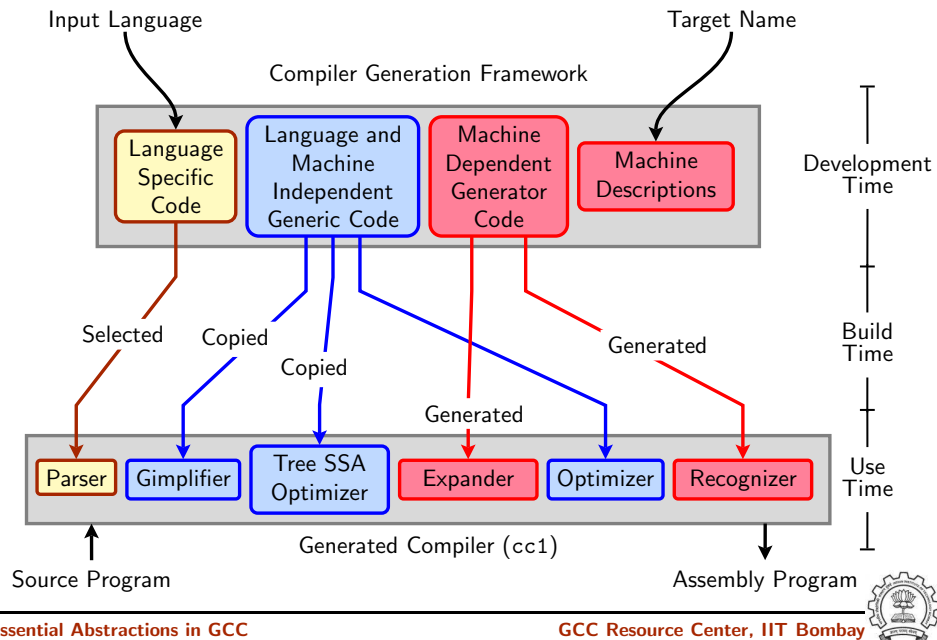 Input Language
Target Name
Compiler Generation Framework
Language
Specific
Code
Language and
Machine
Independent
Generic Code
Machine
Dependent
Generator
Code
Machine
Descriptions
Development
Time
Selected
Copied
Copied
Generated
Generated
Build
Time
Parser
Gimplifier
Tree SSA
Optimizer
Expander
Optimizer
Recognizer
Use
Time
Generated Compiler (cc1)
Source Program
Assembly Program
ssential Abstractions in GCC
GCC Resource Center, IIT Bombay